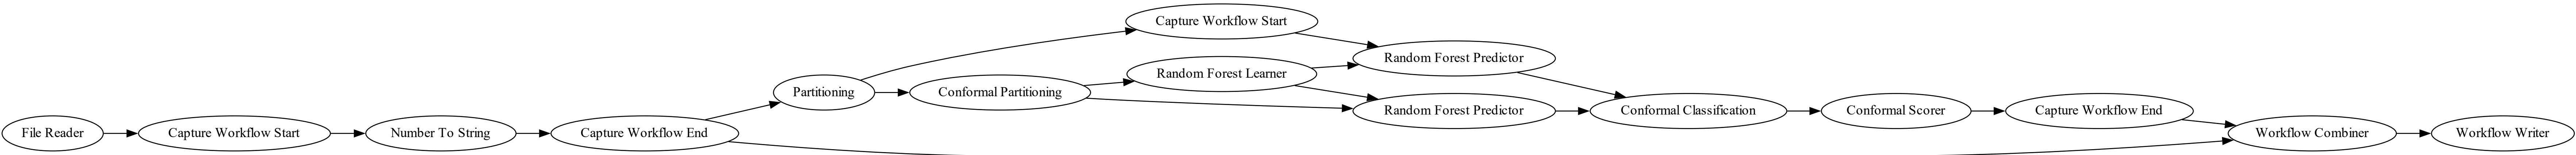 File Reader
Capture Workflow Start
Number To String
Capture Workflow End
Partitioning
Capture Workflow Start
Conformal Partitioning
Random Forest Learner
Random Forest Predictor
Random Forest Predictor
Conformal Classification
Conformal Scorer
Capture Workflow End
Workflow Combiner
Workflow Writer